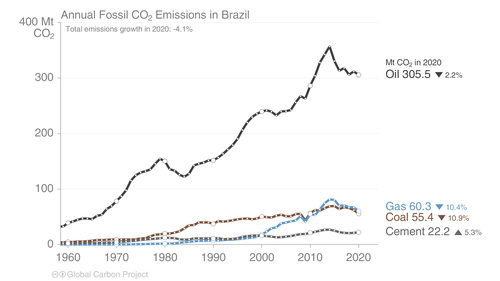 Annual Fossil CO₂ Emissions in Brazil
400 Mt
CO₂
Total emissions growth in 2020: -4.1%
Mt CO₂ in 2020
Oil 305.5 ▼ 2.2%
300
200
100
Gas 60.3 ▼ 10.4%
Coal 55.4 ▼ 10.9%
Cement 22.2 ▲ 5.3%
0
1960 1970 1980 1990 2000 2010 2020
Global Carbon Project